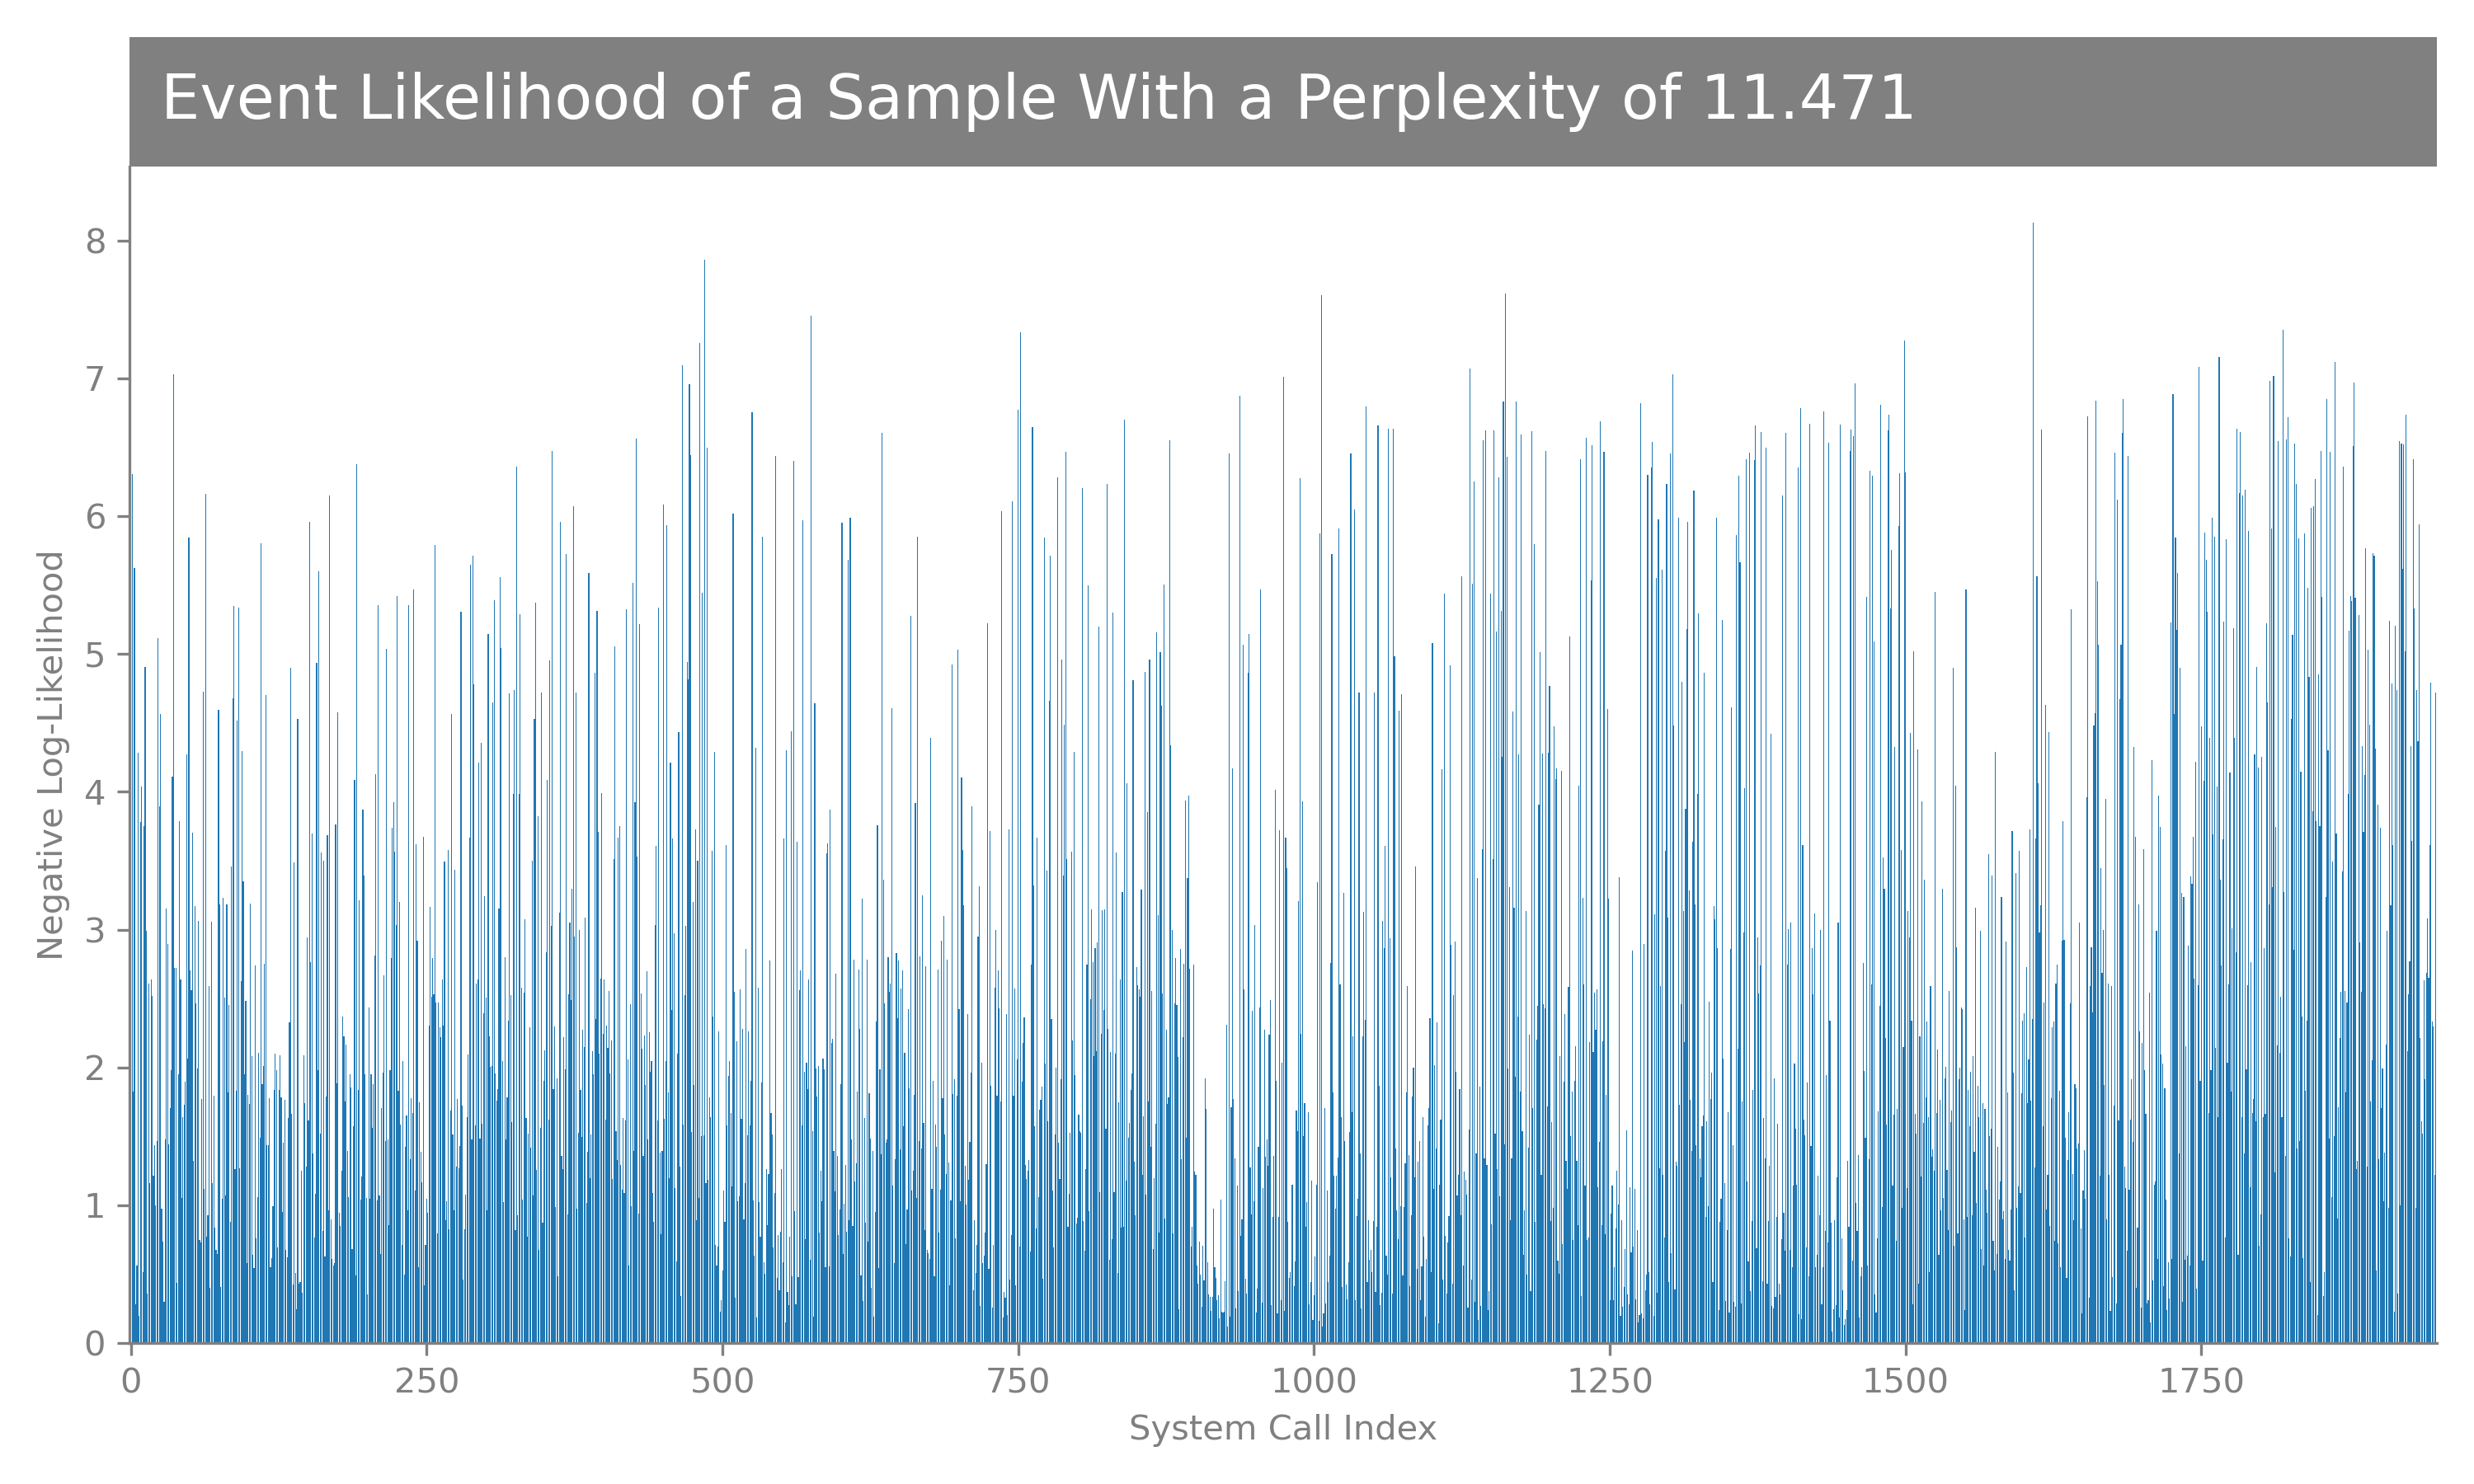 Event Likelihood of a Sample With a Perplexity of 11.471
Negative Log-Likelihood
8
7
6
5
4
3
2
1
0
0 250 500 750 1000 1250 1500 1750
System Call Index